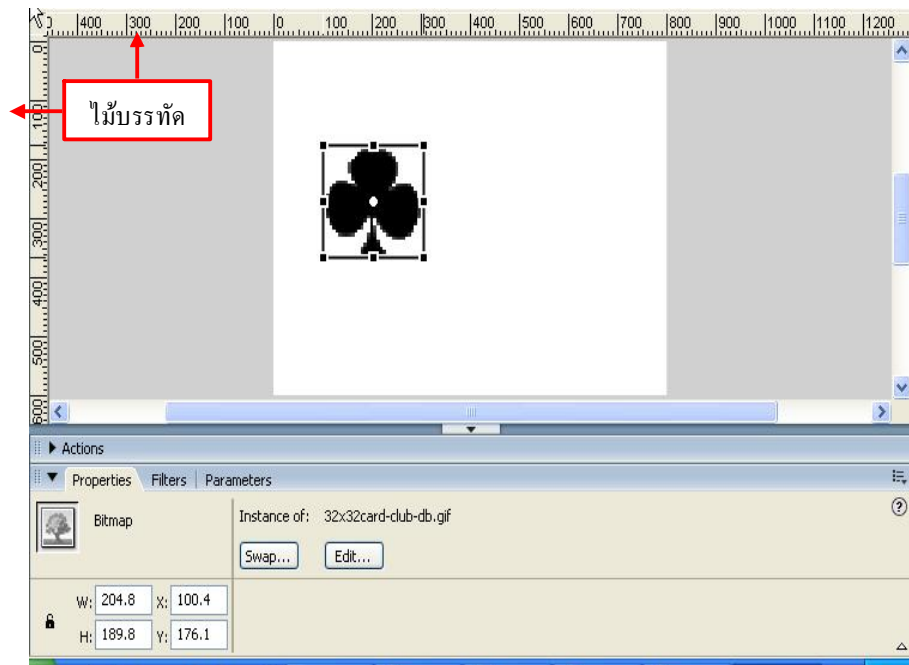 400 300 200 100 0 100 200 300 400 500 600 700 800 900 1000 1100 1200
0
100
200
300
400
500
600
ไม้บรรทัด
Actions
Properties Filters Parameters
Bitmap
Instance of: 32x32card-club-db.gif
Swap... Edit...
W: 204.8 X: 100.4
H: 189.8 Y: 176.1